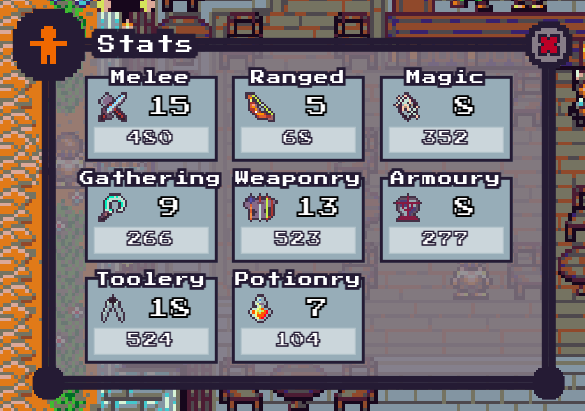 Stats
Melee Ranged Magic
15 5 8
480 68 352
Gathering Weaponry Armoury
9 13 8
266 523 277
Toolery Potionry
18 7
524 104